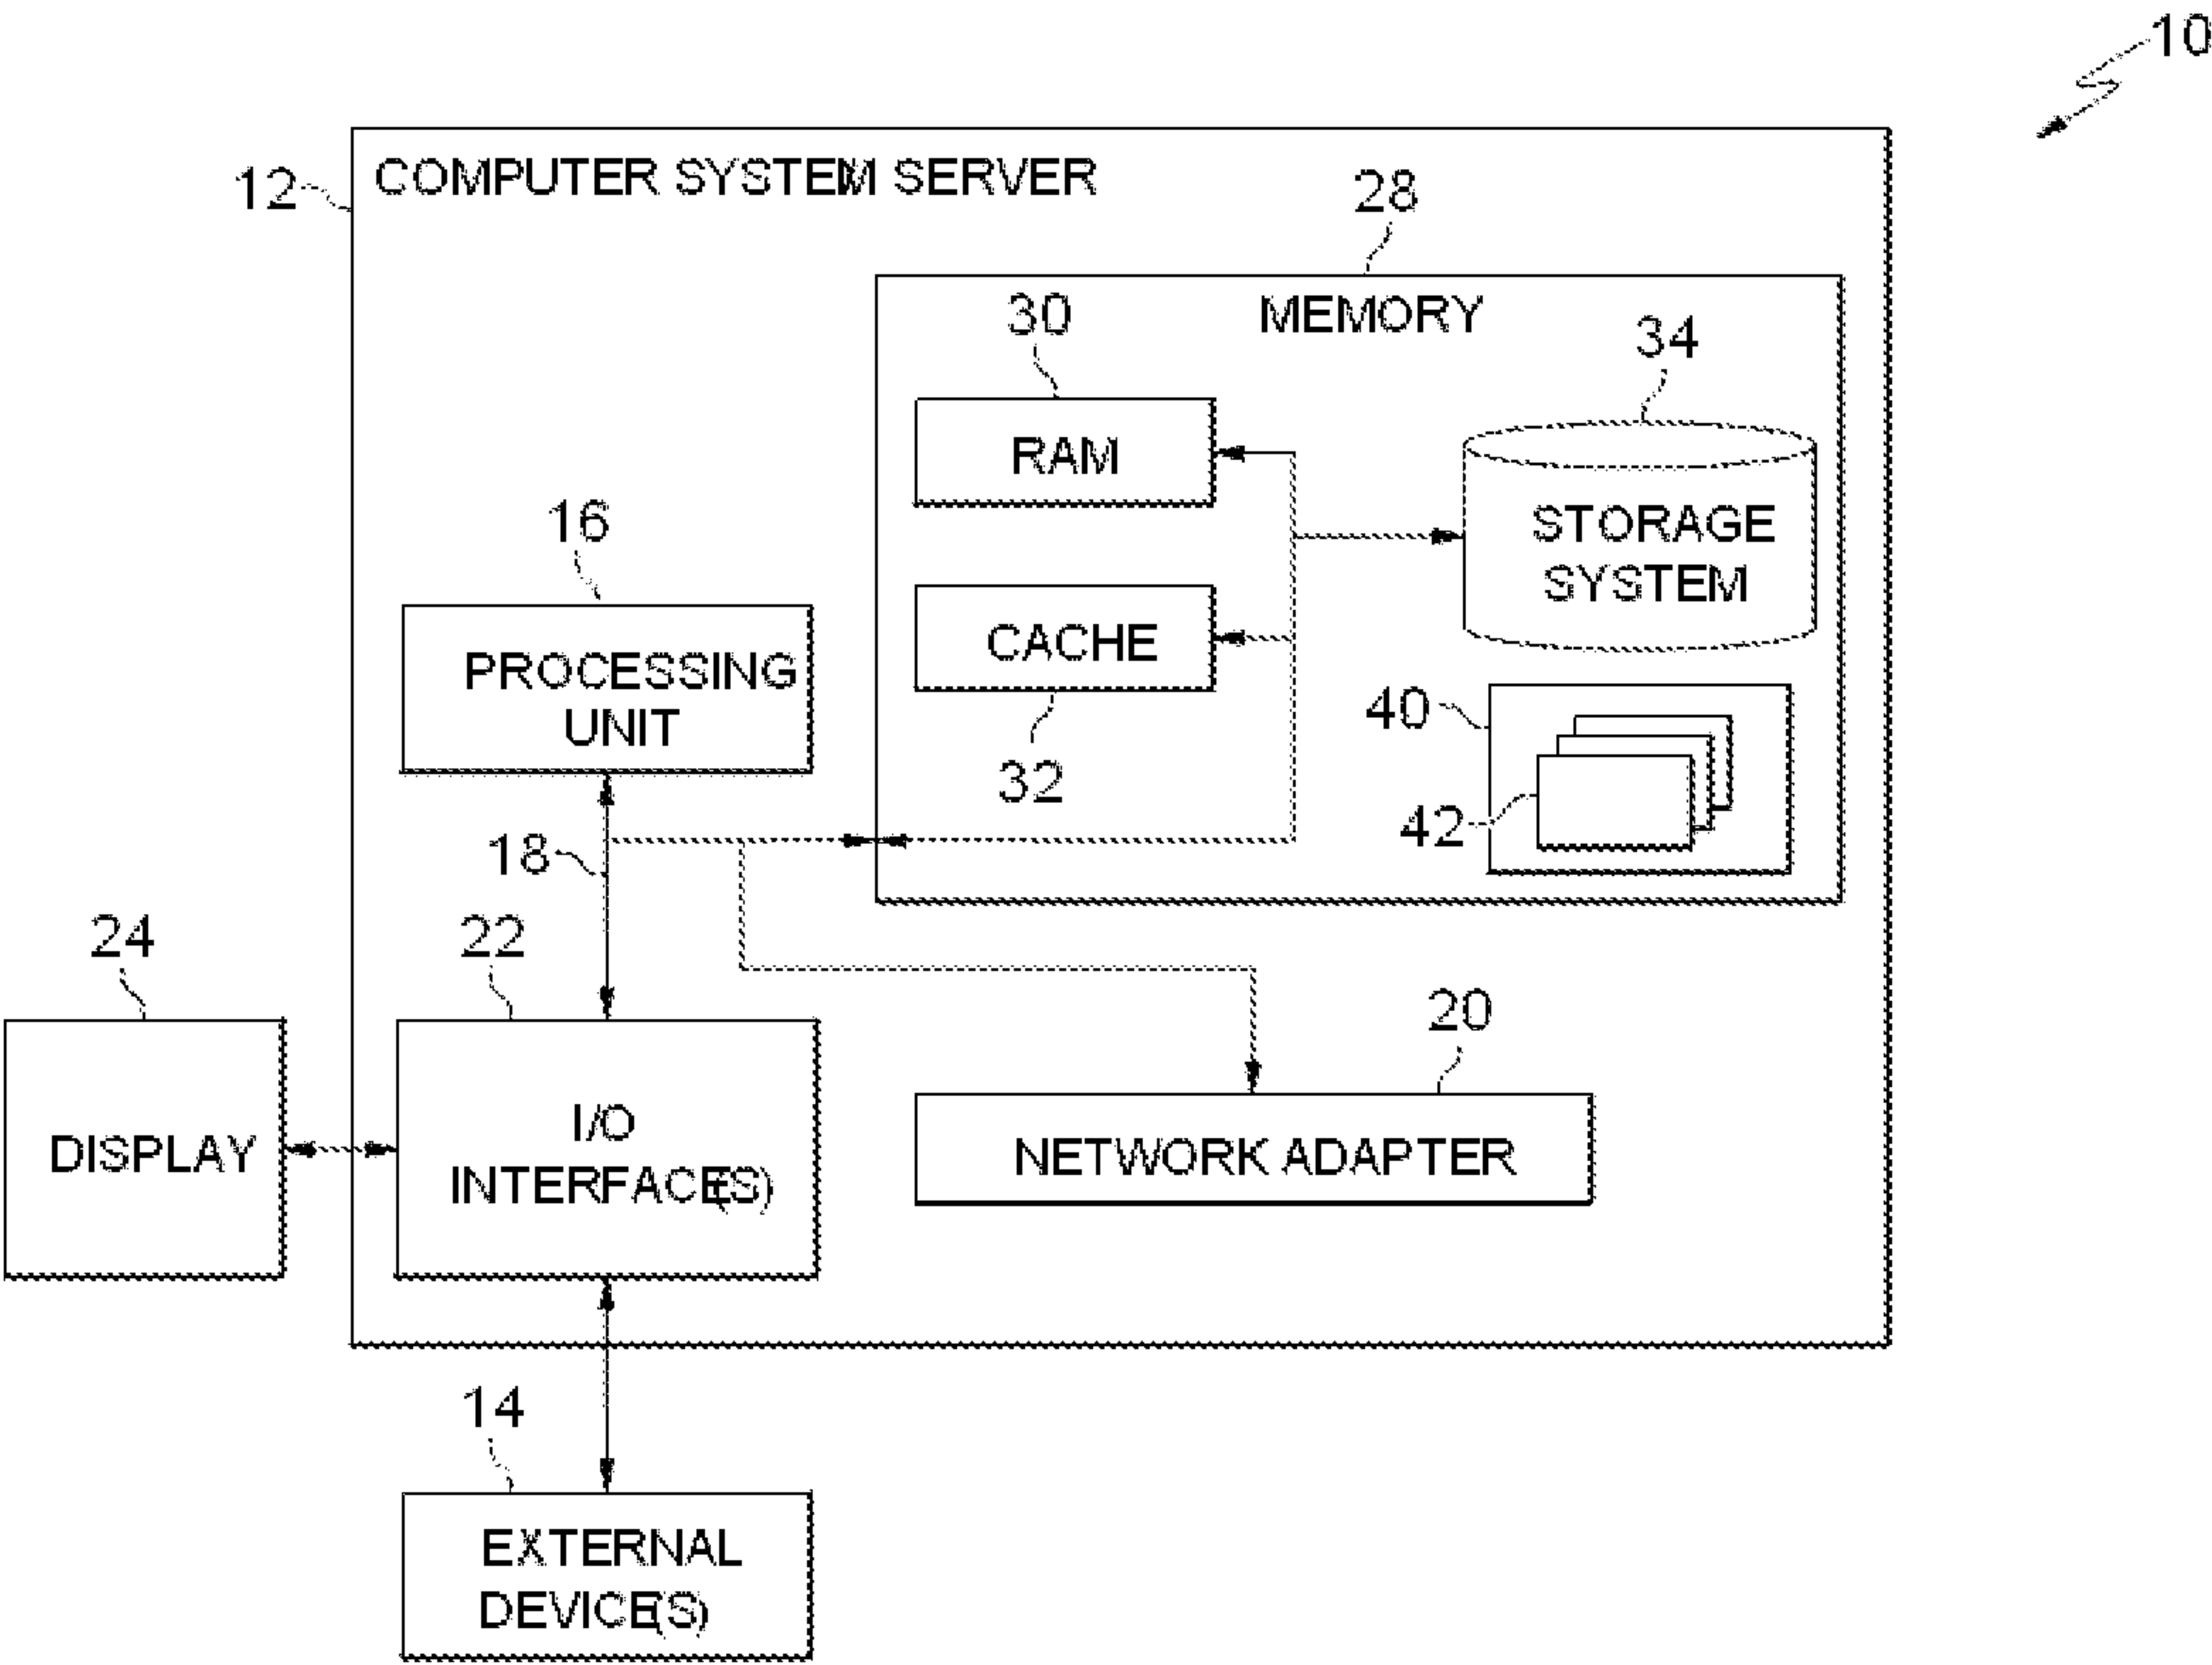 10
12
COMPUTER SYSTEM SERVER
28
MEMORY
30
34
RAM
STORAGE
SYSTEM
16
CACHE
PROCESSING
UNIT
40
32
42
18
24
22
20
DISPLAY
I/O
INTERFACE(S)
NETWORK ADAPTER
14
EXTERNAL
DEVICE(S)